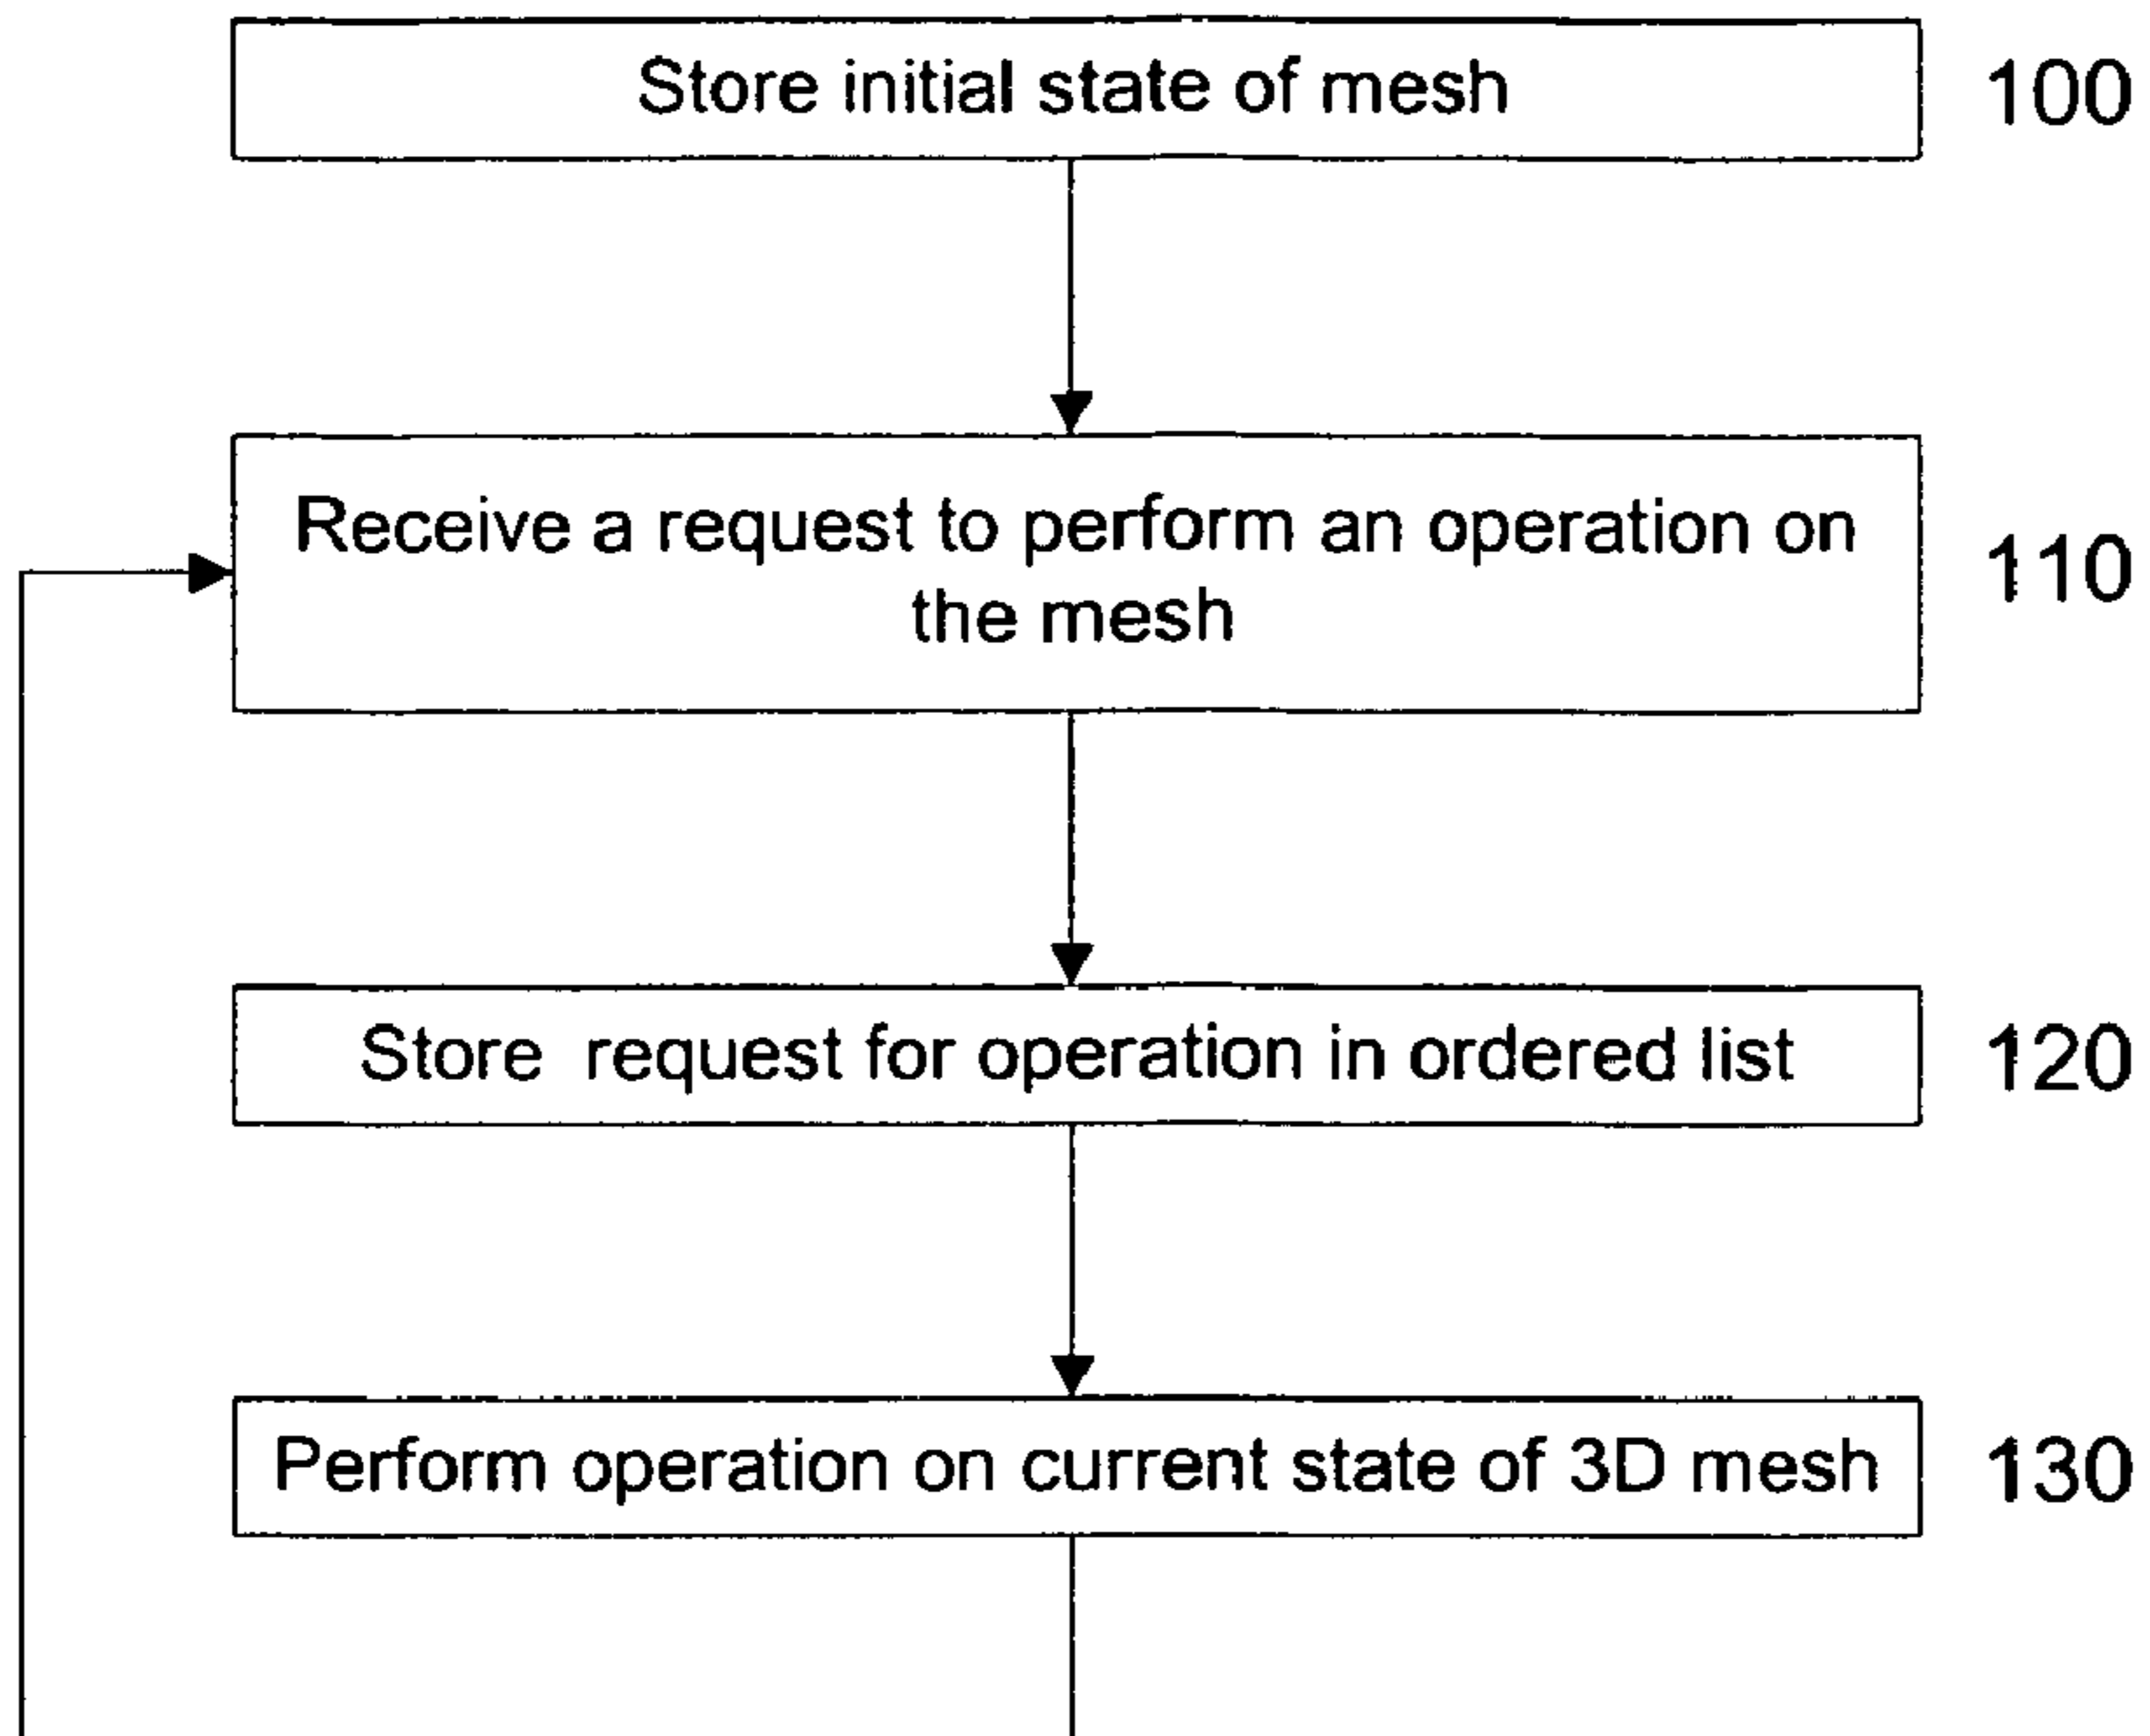 Store initial state of mesh
100
Receive a request to perform an operation on
the mesh
110
Store request for operation in ordered list
120
Perform operation on current state of 3D mesh
130